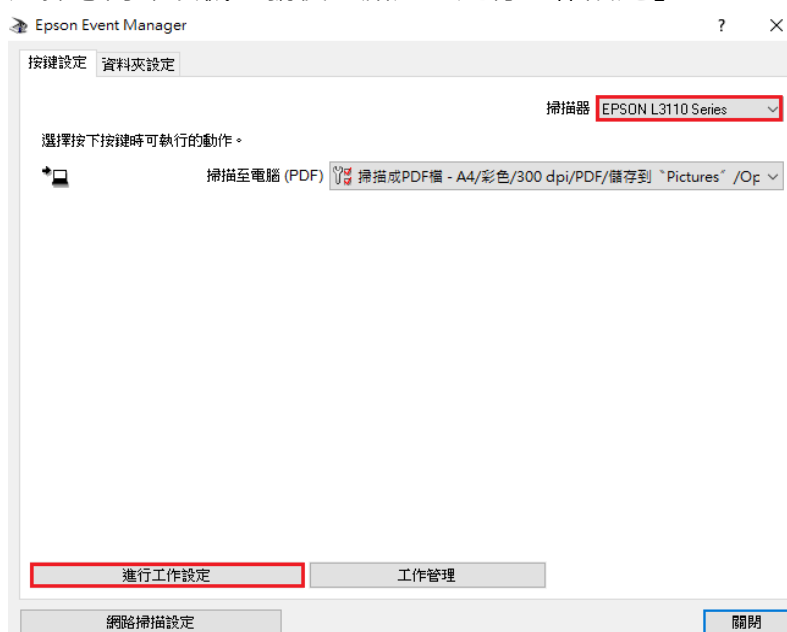 Epson Event Manager
按鍵設定 資料夾設定
掃描器 EPSON L3110 Series
選擇按下按鍵時可執行的動作。
掃描至電腦 (PDF) 掃描成PDF檔 - A4/彩色/300 dpi/PDF/儲存到〝Pictures〞/Op
進行工作設定 工作管理
網路掃描設定 關閉